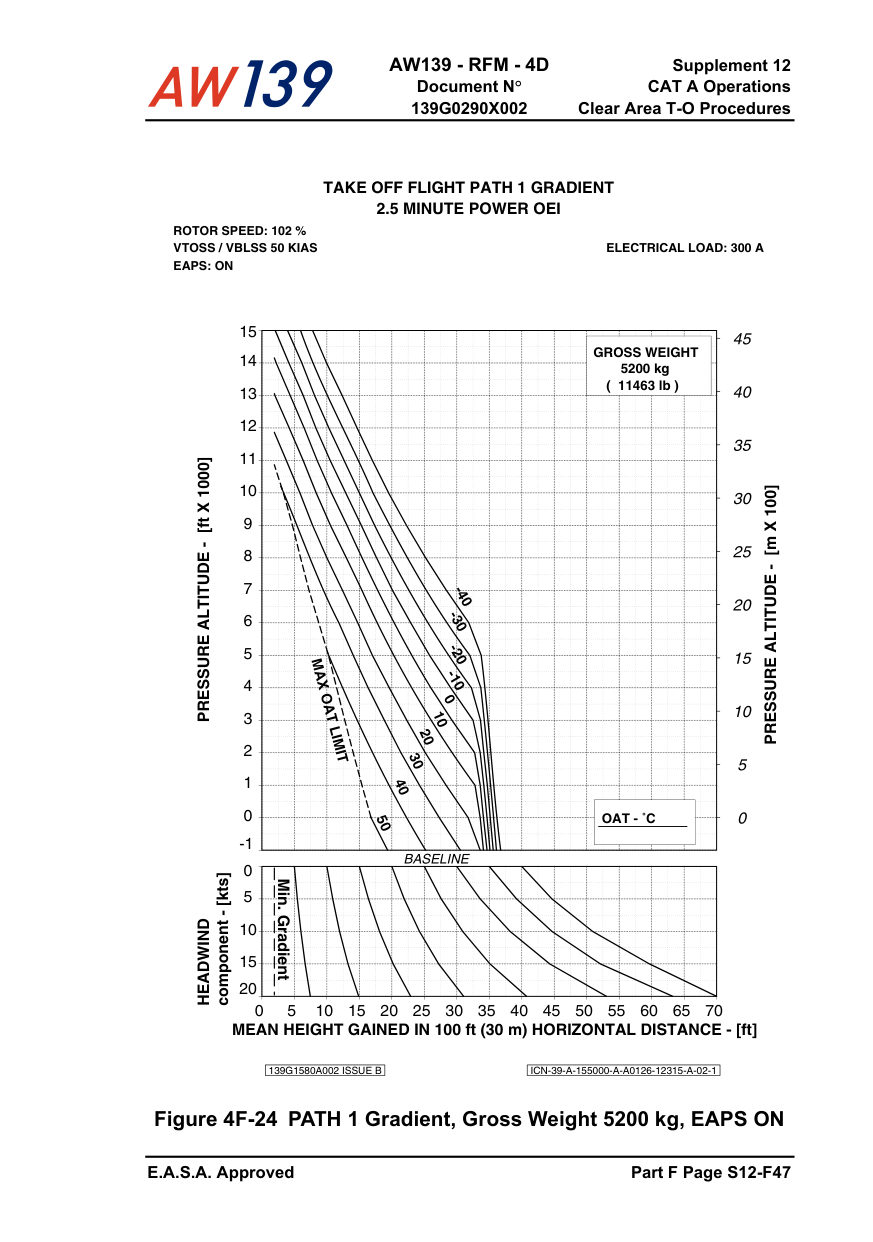 AW139
AW139 - RFM - 4D
Document N°
139G0290X002
Supplement 12
CAT A Operations
Clear Area T-O Procedures
TAKE OFF FLIGHT PATH 1 GRADIENT
2.5 MINUTE POWER OEI
ROTOR SPEED: 102 %
VTOSS / VBLSS 50 KIAS
EAPS: ON
ELECTRICAL LOAD: 300 A
GROSS WEIGHT
5200 kg
( 11463 lb )
PRESSURE ALTITUDE - [ft X 1000]
15
14
13
12
11
10
9
8
7
6
5
4
3
2
1
0
-1
45
40
35
30
25
20
15
10
5
0
PRESSURE ALTITUDE - [m X 100]
-40
-30
-20
-10
0
10
20
30
40
50
MAX OAT LIMIT
OAT - °C
BASELINE
HEADWIND
component - [kts]
0
5
10
15
20
Min. Gradient
0 5 10 15 20 25 30 35 40 45 50 55 60 65 70
MEAN HEIGHT GAINED IN 100 ft (30 m) HORIZONTAL DISTANCE - [ft]
139G1580A002 ISSUE B
ICN-39-A-155000-A-A0126-12315-A-02-1
Figure 4F-24 PATH 1 Gradient, Gross Weight 5200 kg, EAPS ON
E.A.S.A. Approved
Part F Page S12-F47